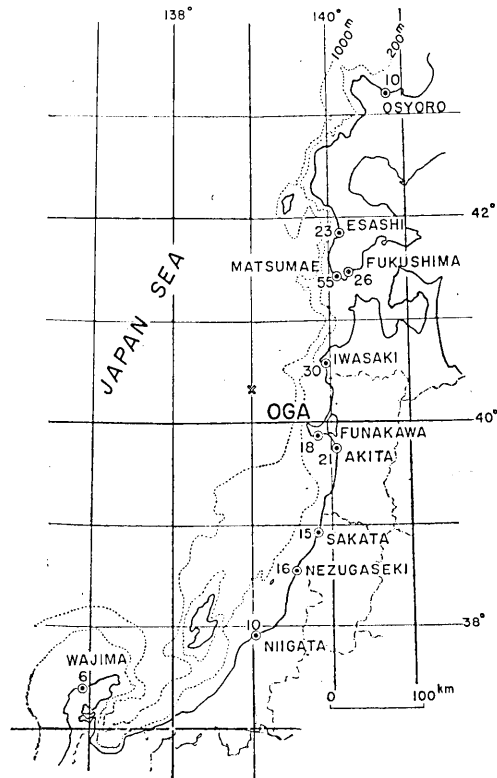 138°
140°
1000m
200m
10
OSYORO
42°
23
ESASHI
FUKUSHIMA
MATSUMAE
55
26
JAPAN SEA
IWASAKI
30
x
OGA
40°
FUNAKAWA
18
21
AKITA
15
SAKATA
16
NEZUGASEKI
10
38°
NIIGATA
WAJIMA
6
0
100km